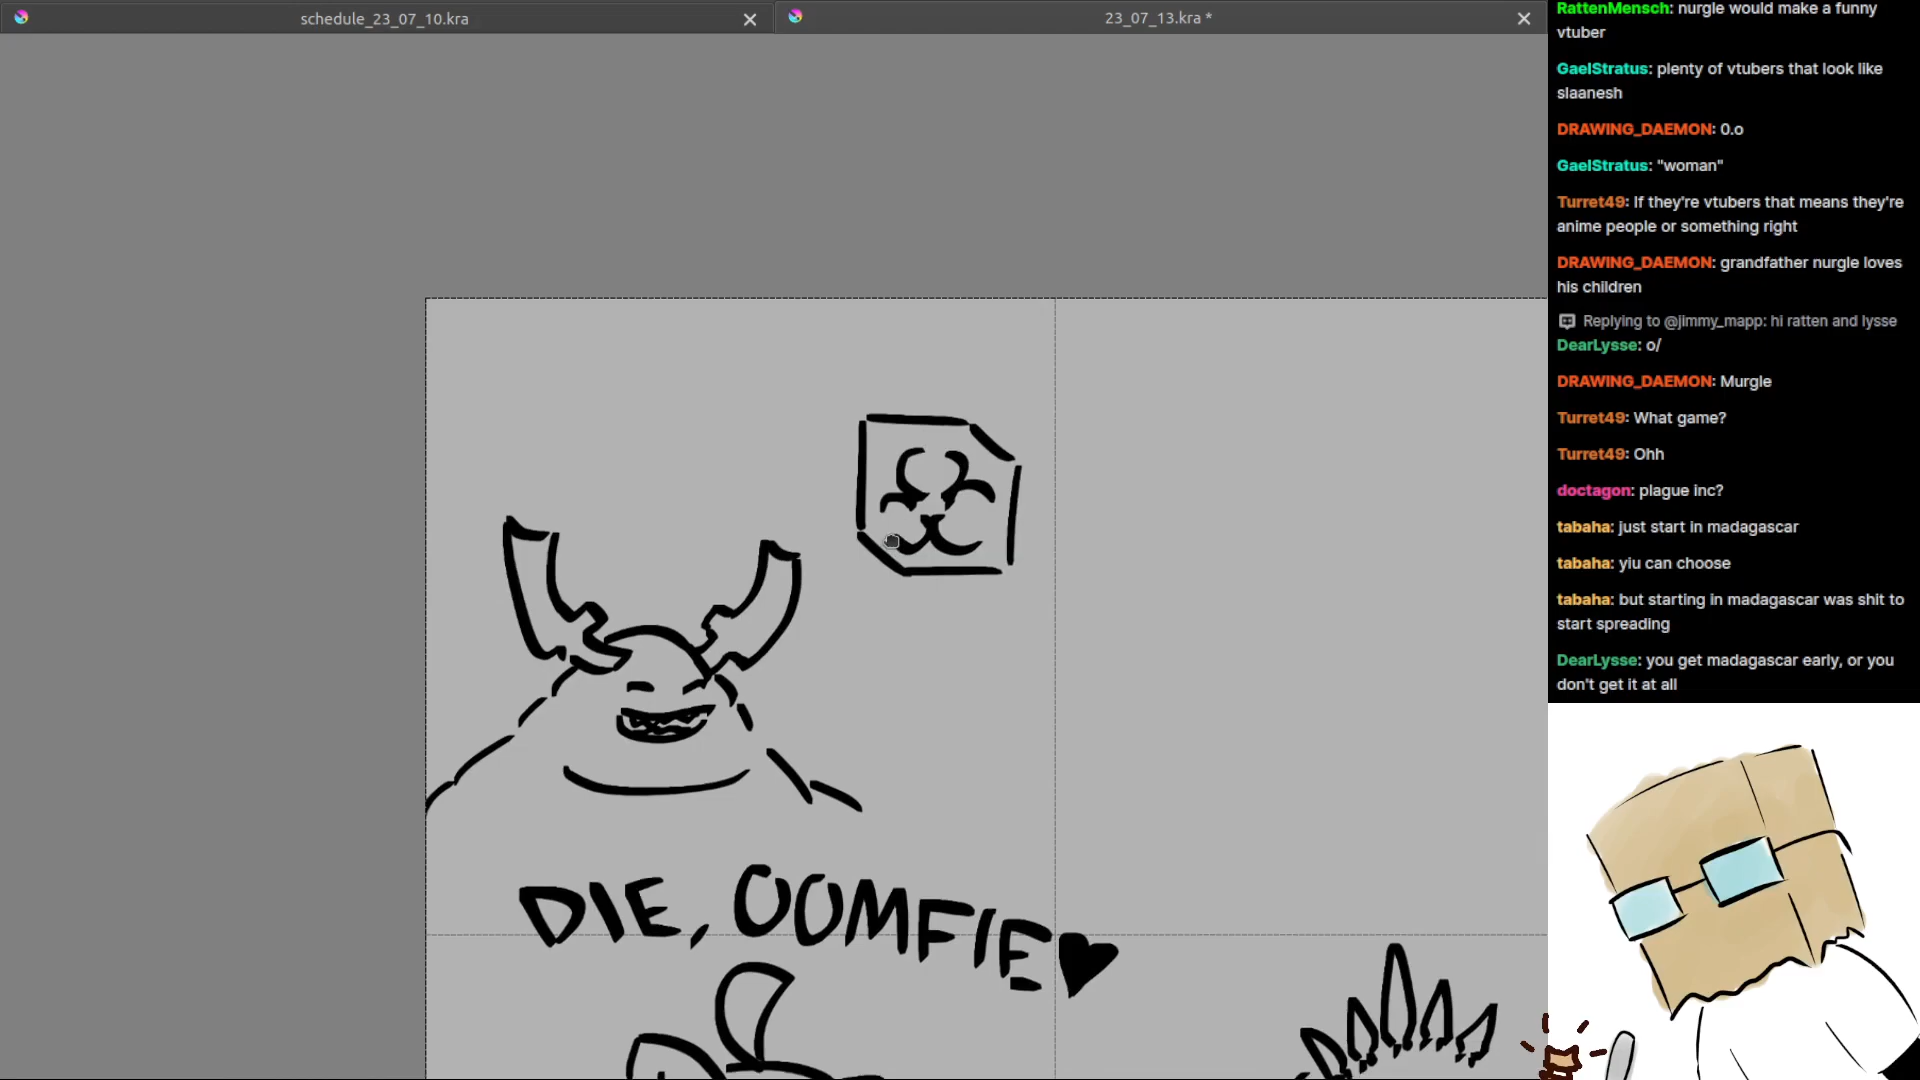 schedule_23_07_10.kra
23_07_13.kra *
RattenMensch: nurgle would make a funny
vtuber
GaelStratus: plenty of vtubers that look like
slaanesh
DRAWING_DAEMON: 0.o
GaelStratus: "woman"
Turret49: If they're vtubers that means they're
anime people or something right
DRAWING_DAEMON: grandfather nurgle loves
his children
Replying to @jimmy_mapp: hi ratten and lysse
DearLysse: o/
DRAWING_DAEMON: Murgle
Turret49: What game?
Turret49: Ohh
doctagon: plague inc?
tabaha: just start in madagascar
tabaha: yiu can choose
tabaha: but starting in madagascar was shit to
start spreading
DearLysse: you get madagascar early, or you
don't get it at all
DIE, OOMFIE♥